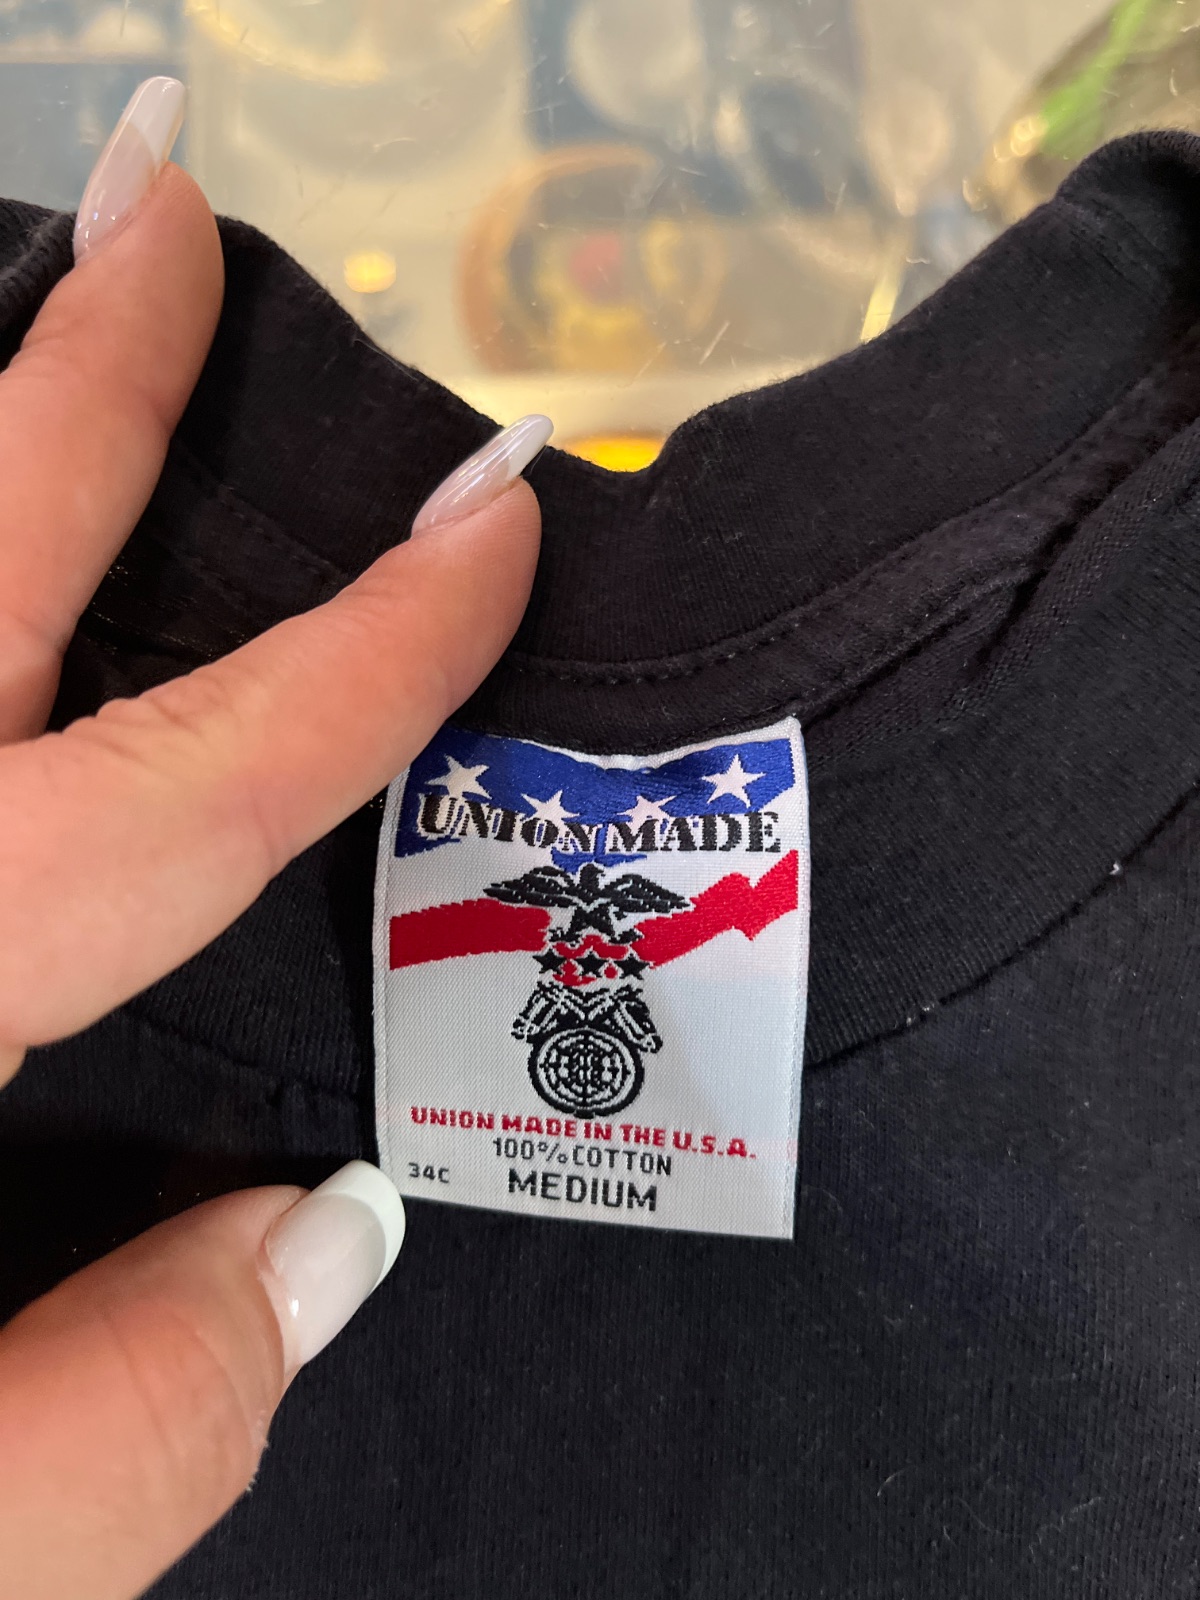 UNION MADE
UNION MADE IN THE U.S.A.
100% COTTON
34C
MEDIUM